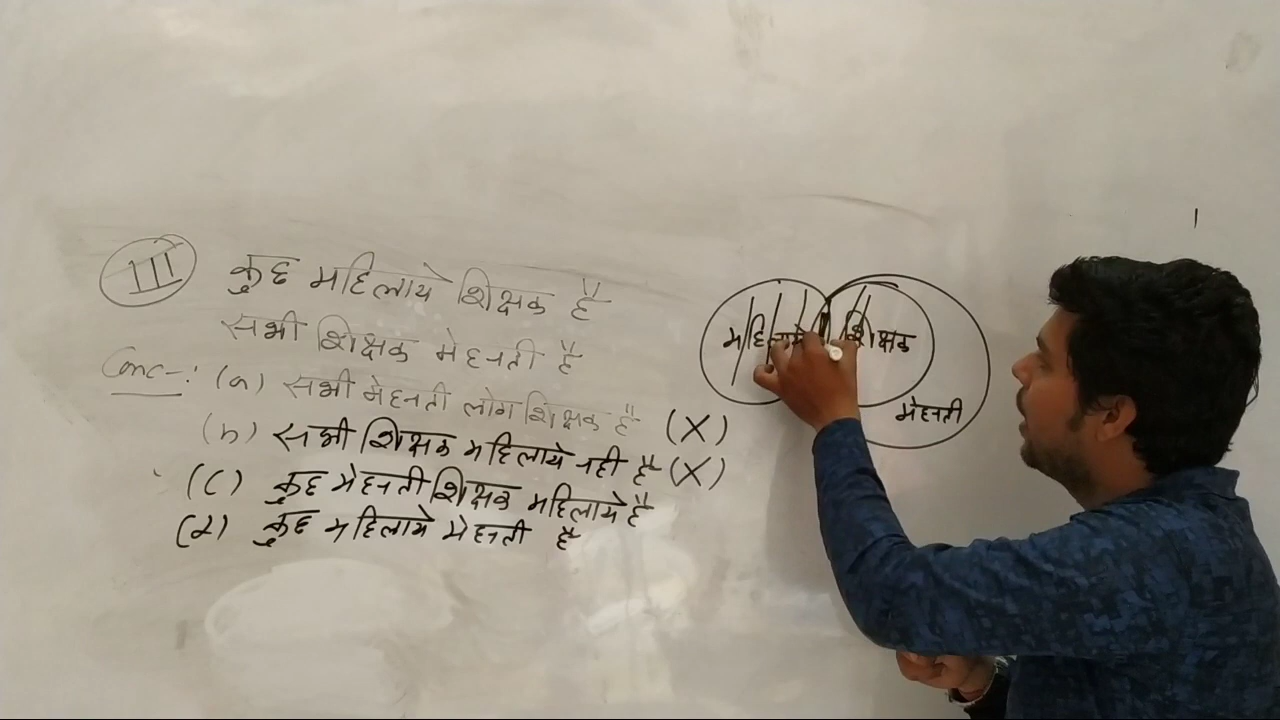 III कुछ महिलाये शिक्षक है
सभी शिक्षक मेहनती है
Conc-: (a) सभी मेहनती लोग शिक्षक है (X)
(b) सभी शिक्षक महिलाये नही है (X)
(c) कुछ मेहनती शिक्षक महिलाये है
(d) कुछ महिलाये मेहनती है
महिलाये शिक्षक
मेहनती